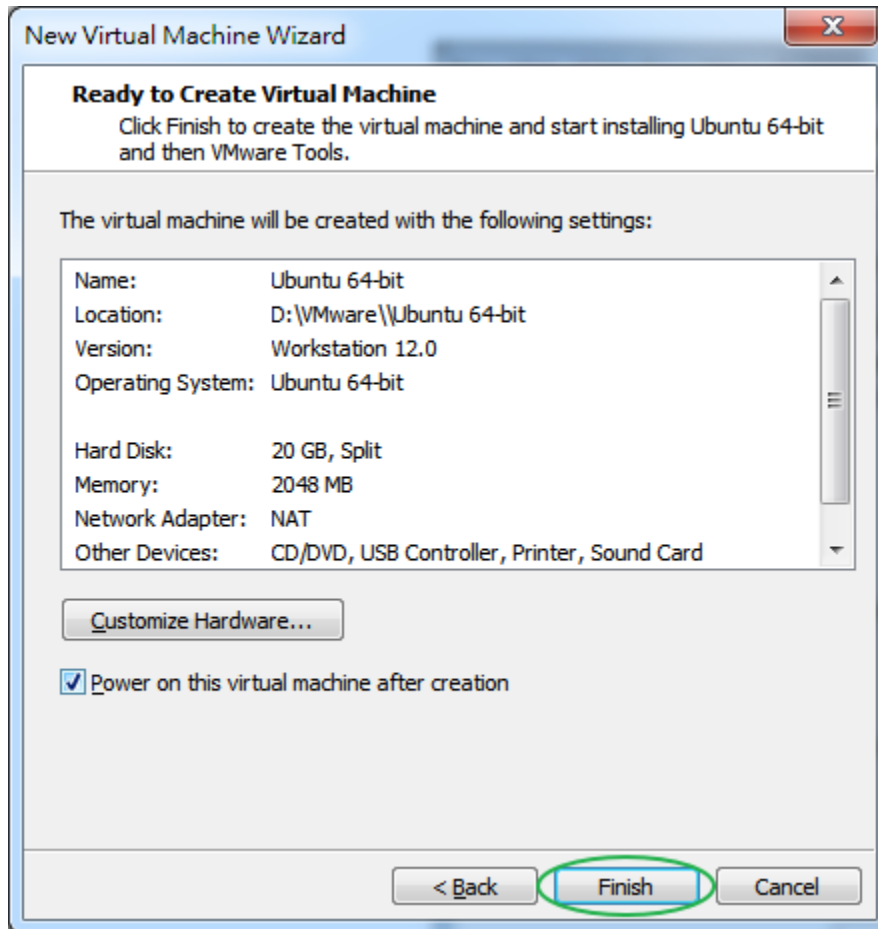 New Virtual Machine Wizard
Ready to Create Virtual Machine
Click Finish to create the virtual machine and start installing Ubuntu 64-bit
and then VMware Tools.
The virtual machine will be created with the following settings:
Name: Ubuntu 64-bit
Location: D:\VMware\\Ubuntu 64-bit
Version: Workstation 12.0
Operating System: Ubuntu 64-bit
Hard Disk: 20 GB, Split
Memory: 2048 MB
Network Adapter: NAT
Other Devices: CD/DVD, USB Controller, Printer, Sound Card
Customize Hardware...
Power on this virtual machine after creation
< Back Finish Cancel